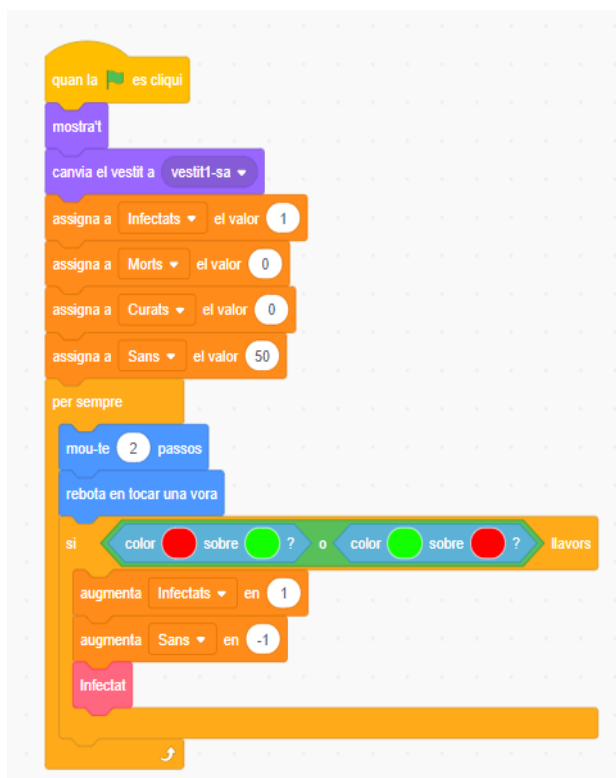 quan la es cliqui
mostra't
canvia el vestit a vestit1-sa
assigna a Infectats el valor 1
assigna a Morts el valor 0
assigna a Curats el valor 0
assigna a Sans el valor 50
per sempre
mou-te 2 passos
rebota en tocar una vora
si color sobre ? o color sobre ? llavors
augmenta Infectats en 1
augmenta Sans en -1
Infectat